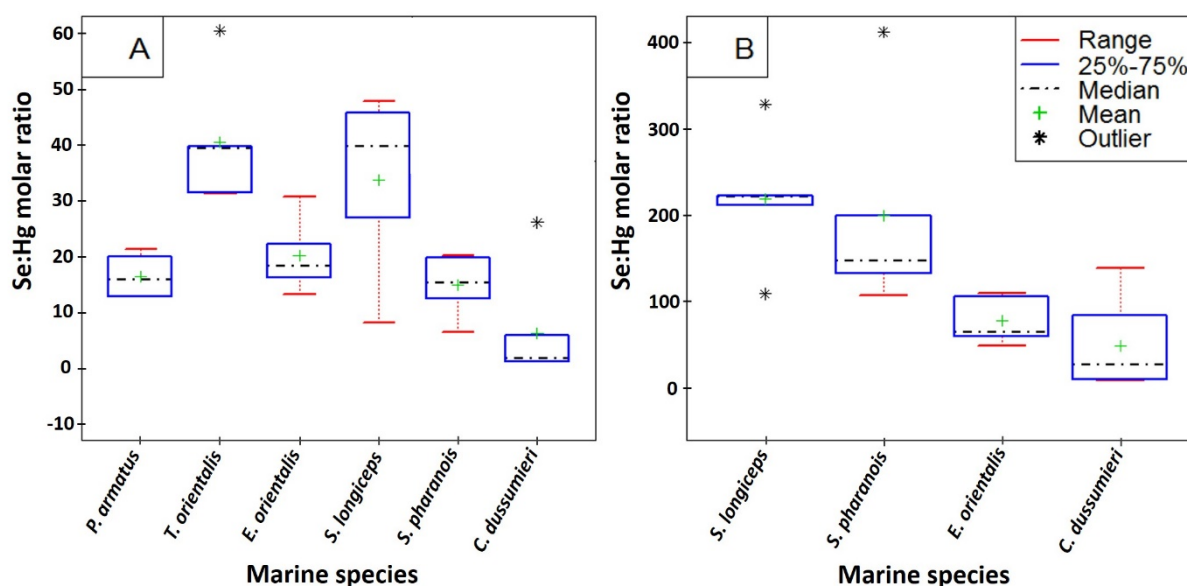 A
Se:Hg molar ratio
60
50
40
30
20
10
0
-10
P. armatus
T. orientalis
E. orientalis
S. longiceps
S. pharanois
C. dussumieri
Marine species
B
Range
25%-75%
Median
Mean
Outlier
Se:Hg molar ratio
400
300
200
100
0
S. longiceps
S. pharanois
E. orientalis
C. dussumieri
Marine species